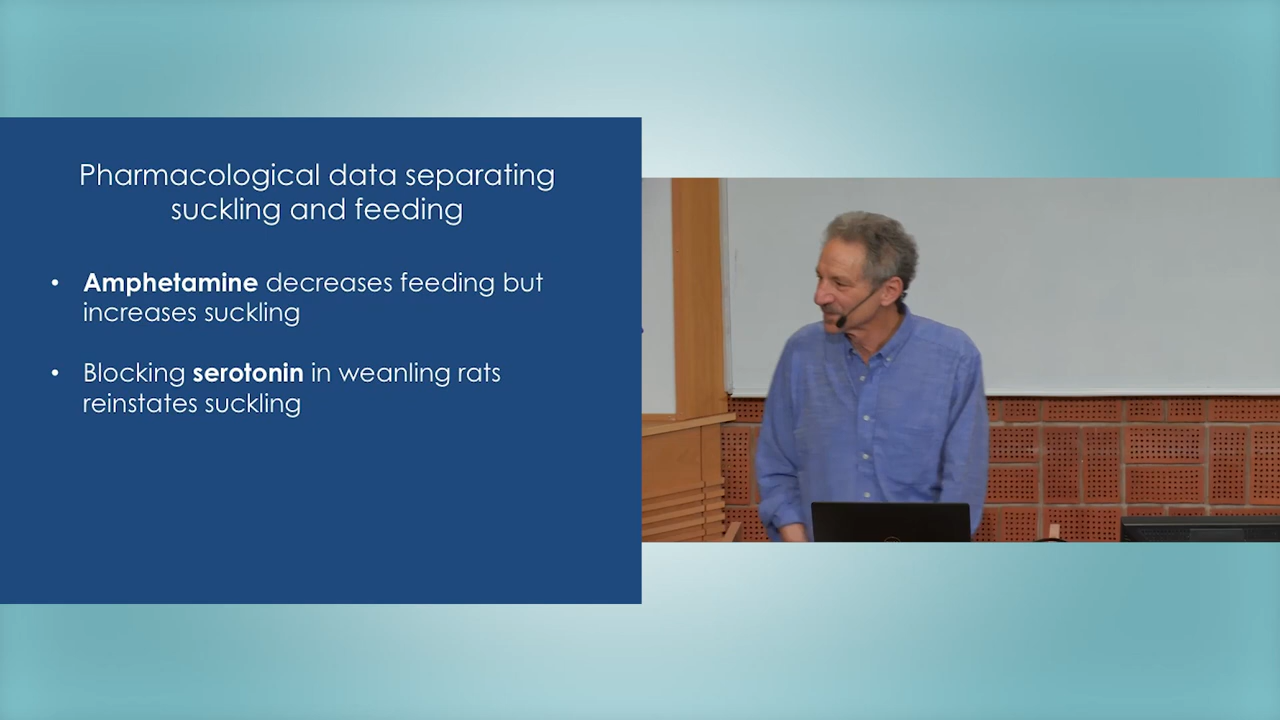 Pharmacological data separating
suckling and feeding
• Amphetamine decreases feeding but
increases suckling
• Blocking serotonin in weanling rats
reinstates suckling